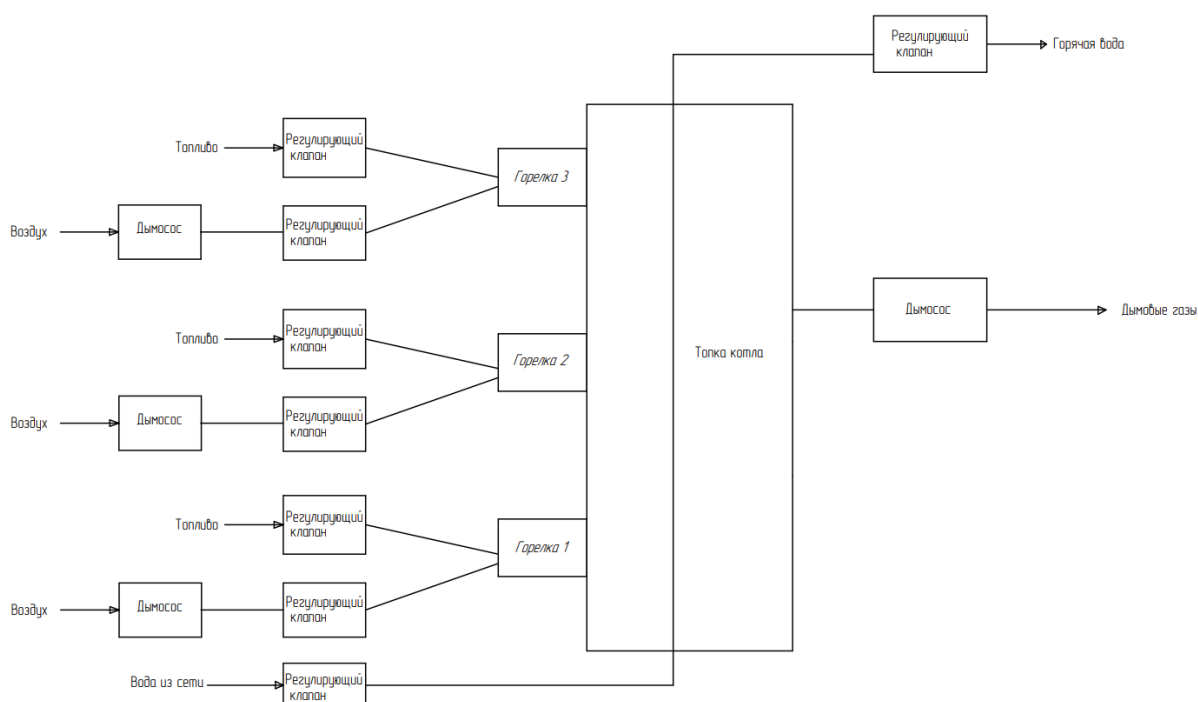 Регулирующий
клапан
Горячая вода
Топливо
Регулирующий
клапан
Горелка 3
Воздух
Дымосос
Регулирующий
клапан
Дымосос
Дымовые газы
Топливо
Регулирующий
клапан
Горелка 2
Топка котла
Воздух
Дымосос
Регулирующий
клапан
Топливо
Регулирующий
клапан
Горелка 1
Воздух
Дымосос
Регулирующий
клапан
Вода из сети
Регулирующий
клапан